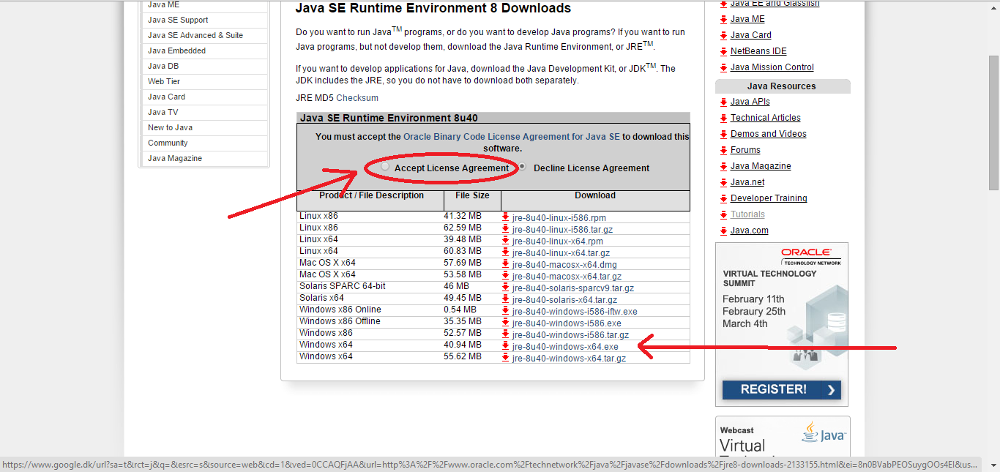 Java ME
Java SE Support
Java SE Advanced & Suite
Java Embedded
Java DB
Web Tier
Java Card
Java TV
New to Java
Community
Java Magazine
Java SE Runtime Environment 8 Downloads
Do you want to run Java™ programs, or do you want to develop Java programs? If you want to run
Java programs, but not develop them, download the Java Runtime Environment, or JRE™.
If you want to develop applications for Java, download the Java Development Kit, or JDK™. The
JDK includes the JRE, so you do not have to download both separately.
JRE MD5 Checksum
Java SE Runtime Environment 8u40
You must accept the Oracle Binary Code License Agreement for Java SE to download this
software.
Accept License Agreement Decline License Agreement
Product / File Description File Size Download
Linux x86 41.32 MB jre-8u40-linux-i586.rpm
Linux x86 62.59 MB jre-8u40-linux-i586.tar.gz
Linux x64 39.48 MB jre-8u40-linux-x64.rpm
Linux x64 60.83 MB jre-8u40-linux-x64.tar.gz
Mac OS X x64 57.69 MB jre-8u40-macosx-x64.dmg
Mac OS X x64 53.58 MB jre-8u40-macosx-x64.tar.gz
Solaris SPARC 64-bit 46 MB jre-8u40-solaris-sparcv9.tar.gz
Solaris x64 49.45 MB jre-8u40-solaris-x64.tar.gz
Windows x86 Online 0.54 MB jre-8u40-windows-i586-iftw.exe
Windows x86 Offline 35.35 MB jre-8u40-windows-i586.exe
Windows x86 52.57 MB jre-8u40-windows-i586.tar.gz
Windows x64 40.94 MB jre-8u40-windows-x64.exe
Windows x64 55.62 MB jre-8u40-windows-x64.tar.gz
Java EE and Glassfish
Java ME
Java Card
NetBeans IDE
Java Mission Control
Java Resources
Java APIs
Technical Articles
Demos and Videos
Forums
Java Magazine
Java.net
Developer Training
Tutorials
Java.com
ORACLE
TECHNOLOGY NETWORK
VIRTUAL TECHNOLOGY
SUMMIT
February 11th
Febraury 25th
March 4th
REGISTER!
Webcast
Java
Virtual
https://www.google.dk/url?sa=t&rct=j&q=&esrc=s&source=web&cd=1&ved=0CCAQFjAA&url=http%3A%2F%2Fwww.oracle.com%2Ftechnetwork%2Fjava%2Fjavase%2Fdownloads%2Fjre8-downloads-2133155.html&ei=8n0BVabPEOSuygOOs4El&us...